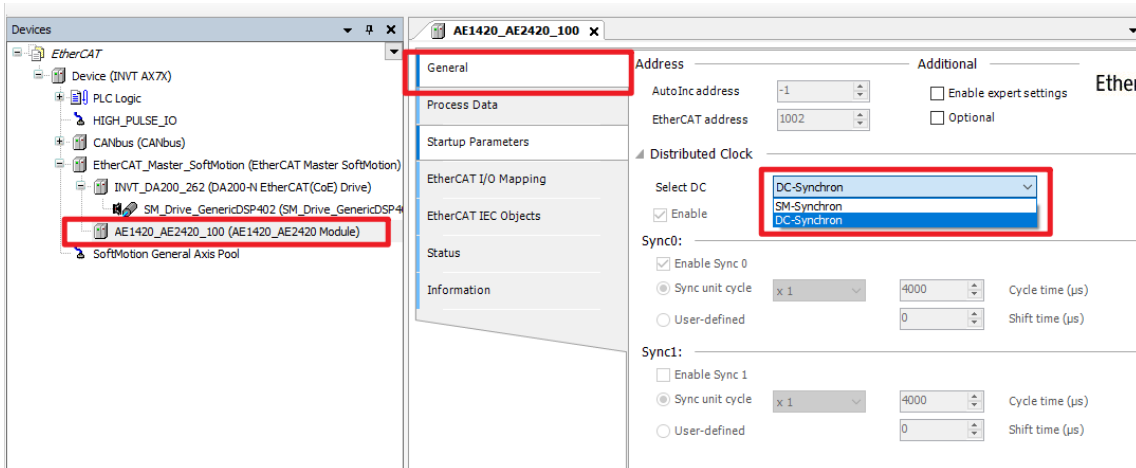 Devices
EtherCAT
Device (INVT AX7X)
PLC Logic
HIGH_PULSE_IO
CANbus (CANbus)
EtherCAT_Master_SoftMotion (EtherCAT Master SoftMotion)
INVT_DA200_262 (DA200-N EtherCAT(CoE) Drive)
SM_Drive_GenericDSP402 (SM_Drive_GenericDSP4
AE1420_AE2420_100 (AE1420_AE2420 Module)
SoftMotion General Axis Pool
AE1420_AE2420_100 x
General
Process Data
Startup Parameters
EtherCAT I/O Mapping
EtherCAT IEC Objects
Status
Information
Address
AutoInc address -1
EtherCAT address 1002
Additional
Enable expert settings
Optional
Ether
Distributed Clock
Select DC DC-Synchron
SM-Synchron
DC-Synchron
Enable
Sync0:
Enable Sync 0
Sync unit cycle x 1 4000 Cycle time (µs)
User-defined 0 Shift time (µs)
Sync1:
Enable Sync 1
Sync unit cycle x 1 4000 Cycle time (µs)
User-defined 0 Shift time (µs)